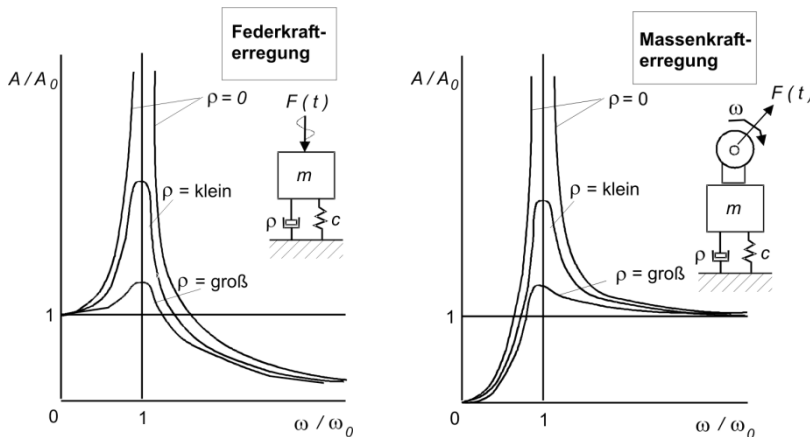 Federkraft-
erregung
A / A₀
ρ = 0
F ( t )
m
ρ = klein
ρ
c
ρ = groß
1
0
1
ω / ω₀
Massenkraft-
erregung
A / A₀
ρ = 0
F ( t )
ω
m
ρ = klein
ρ
c
ρ = groß
1
0
1
ω / ω₀